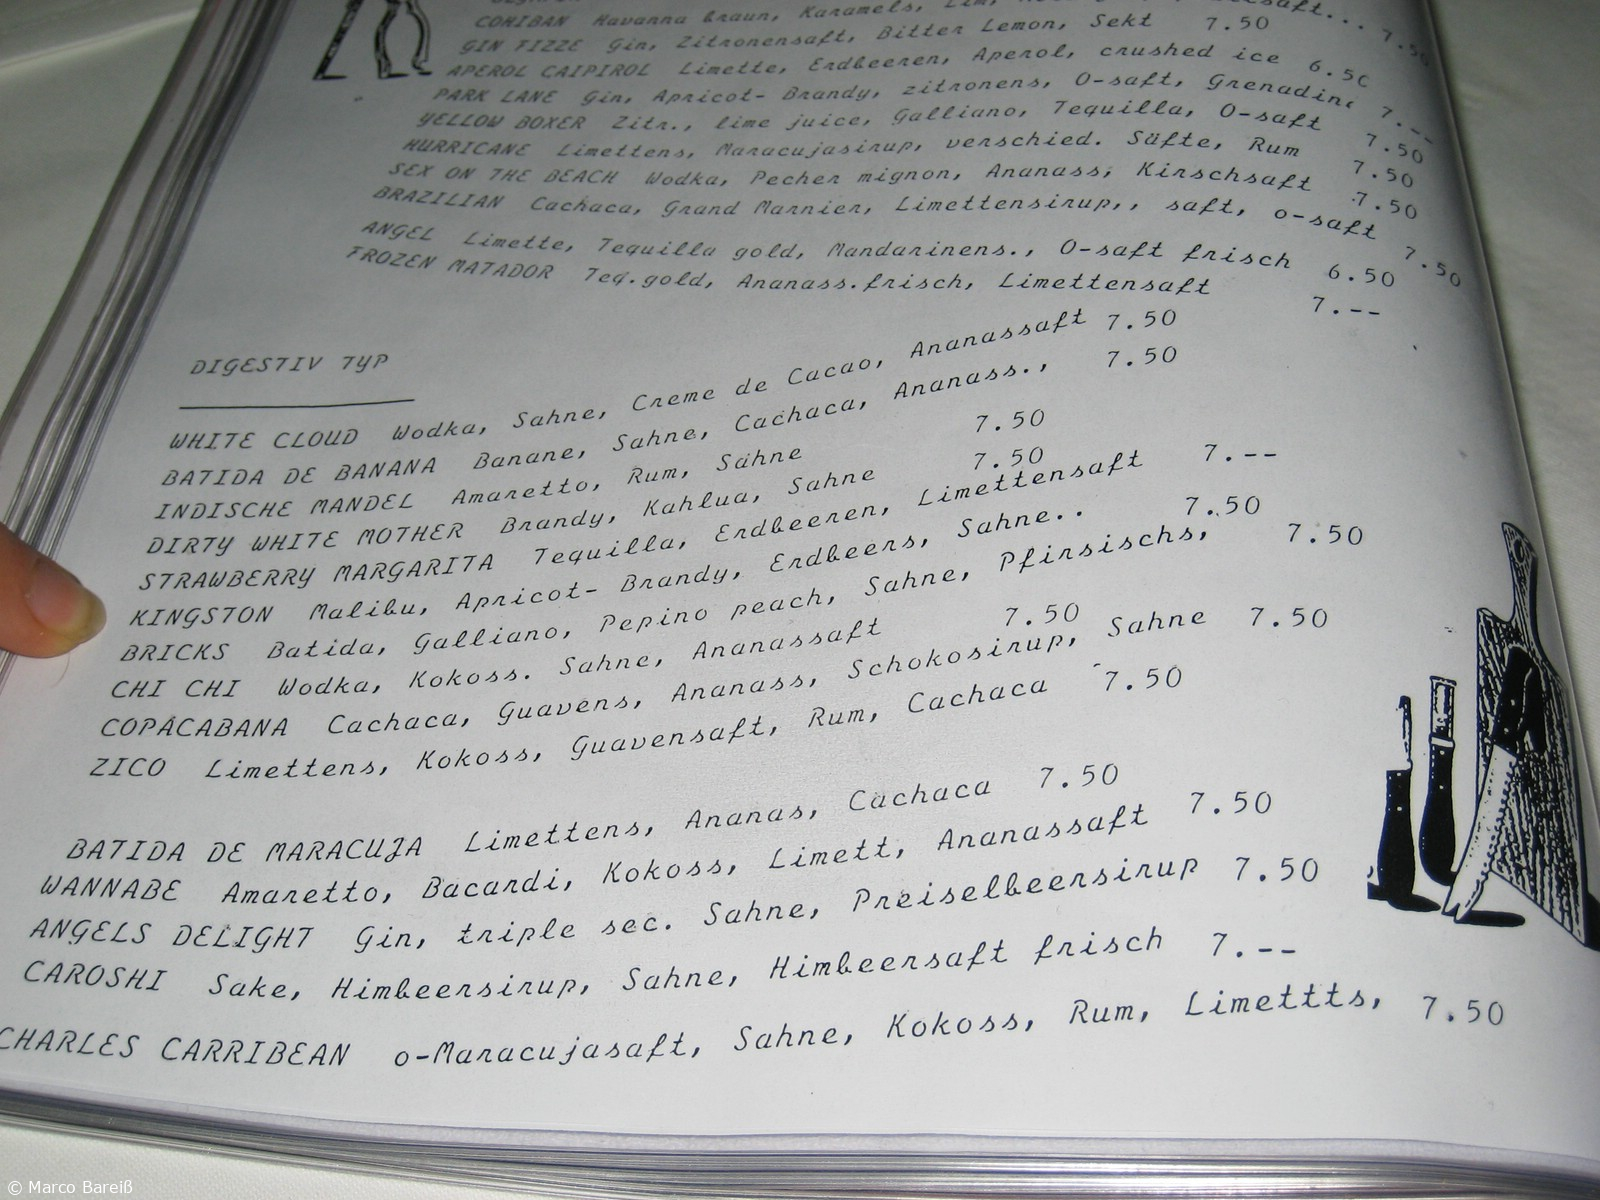 COHIBAN Havanna braun, Karamels, Lim,
GIN FIZZE Gin, Zitronensaft, Bitter Lemon, Sekt 7.50
APEROL CAIPIROL Limette, Erdbeeren, Aperol, crushed ice 6.50
PARK LANE Gin, Apricot- Brandy, zitronens, O-saft, Grenadine 7.--
YELLOW BOXER Zitr., lime juice, Galliano, Tequilla, O-saft 7.50
HURRICANE Limettens, Maracujasirup, verschied. Säfte, Rum 7.50
SEX ON THE BEACH Wodka, Pecher mignon, Ananass, Kirschsaft 7.50
BRAZILIAN Cachaca, Grand Marnier, Limettensirup,, saft, o-saft 7.50
ANGEL Limette, Tequilla gold, Mandarinens., O-saft frisch 6.50
FROZEN MATADOR Teq.gold, Ananass.frisch, Limettensaft 7.--
DIGESTIV TYP
WHITE CLOUD Wodka, Sahne, Creme de Cacao, Ananassaft 7.50
BATIDA DE BANANA Banane, Sahne, Cachaca, Ananass., 7.50
INDISCHE MANDEL Amaretto, Rum, Sahne 7.50
DIRTY WHITE MOTHER Brandy, Kahlua, Sahne 7.50
STRAWBERRY MARGARITA Tequilla, Erdbeeren, Limettensaft 7.--
KINGSTON Malibu, Apricot- Brandy, Erdbeers, Sahne.. 7.50
BRICKS Batida, Galliano, Pepino peach, Sahne, Pfirsischs, 7.50
CHI CHI Wodka, Kokoss. Sahne, Ananassaft 7.50
COPACABANA Cachaca, Guavens, Ananass, Schokosirup, Sahne 7.50
ZICO Limettens, Kokoss, Guavensaft, Rum, Cachaca 7.50
BATIDA DE MARACUJA Limettens, Ananas, Cachaca 7.50
WANNABE Amaretto, Bacardi, Kokoss, Limett, Ananassaft 7.50
ANGELS DELIGHT Gin, triple sec. Sahne, Preiselbeersirup 7.50
CAROSHI Sake, Himbeersirup, Sahne, Himbeersaft frisch 7.--
CHARLES CARRIBEAN o-Maracujasaft, Sahne, Kokoss, Rum, Limettts, 7.50
© Marco Bareiß